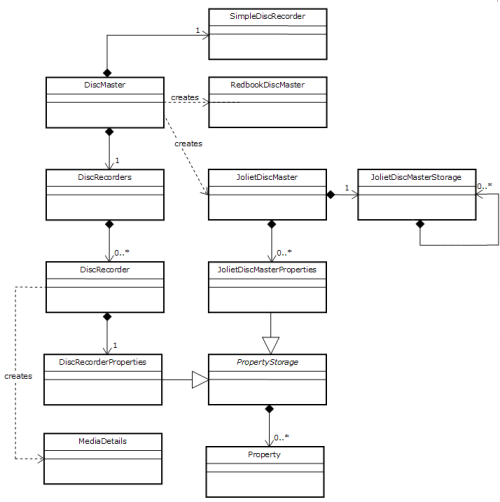 SimpleDiscRecorder
1
DiscMaster
RedbookDiscMaster
creates
creates
1
DiscRecorders
JolietDiscMaster
1
JolietDiscMasterStorage
0..*
0..*
0..*
DiscRecorder
JolietDiscMasterProperties
1
DiscRecorderProperties
PropertyStorage
creates
0..*
MediaDetails
Property